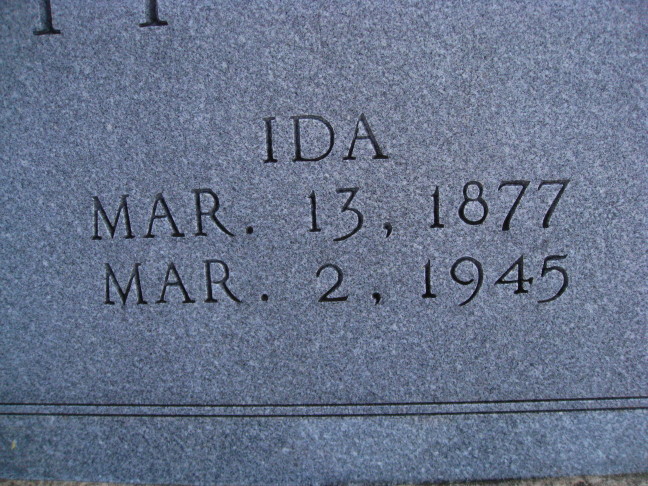 IDA
MAR. 13, 1877
MAR. 2, 1945